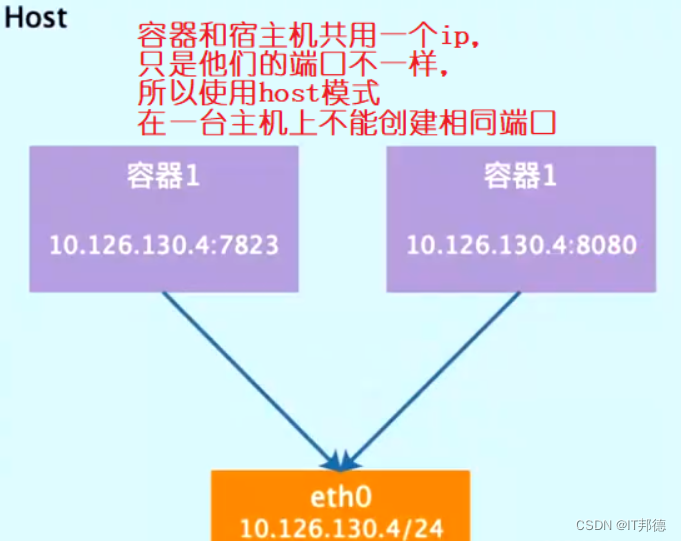 Host
容器和宿主机共用一个ip，
只是他们的端口不一样，
所以使用host模式
在一台主机上不能创建相同端口
容器1
10.126.130.4:7823
容器1
10.126.130.4:8080
eth0
10.126.130.4/24
CSDN @IT邦德